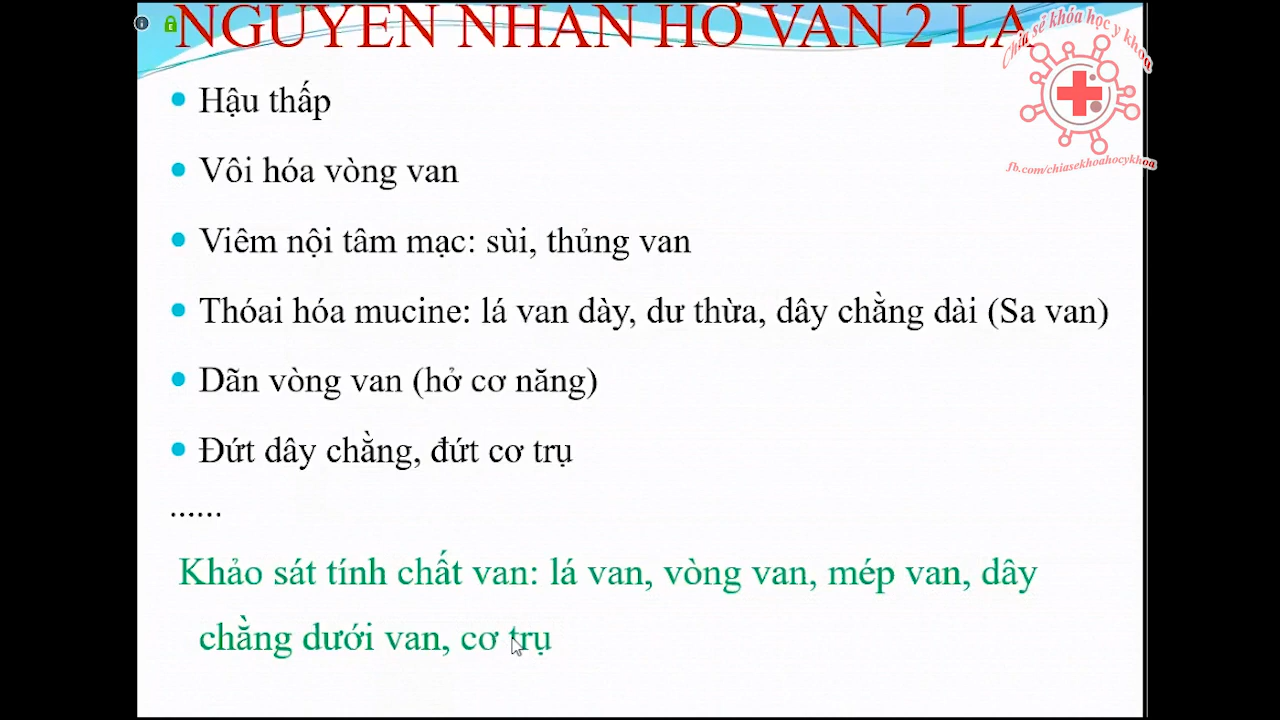 NGUYÊN NHÂN HỞ VAN 2 LÁ
Chia sẻ khóa học y khoa
fb.com/chiasekhoahocykhoa
Hậu thấp
Vôi hóa vòng van
Viêm nội tâm mạc: sùi, thủng van
Thóai hóa mucine: lá van dày, dư thừa, dây chằng dài (Sa van)
Dãn vòng van (hở cơ năng)
Đứt dây chằng, đứt cơ trụ
......
Khảo sát tính chất van: lá van, vòng van, mép van, dây
chằng dưới van, cơ trụ